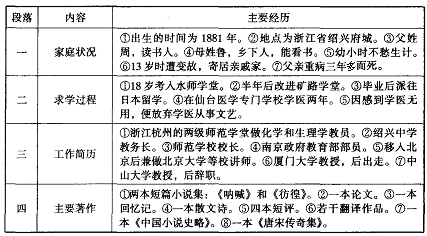 段落 内容 主要经历
一 家庭状况 ①出生的时间为1881年。②地点为浙江省绍兴府城。③父姓
周，读书人。④母姓鲁，乡下人，能看书。⑤幼小时不愁生计。
⑥13岁时遭变故，寄居亲戚家。⑦父亲重病三年多而死。
二 求学过程 ①18岁考入水师学堂。②半年后改进矿路学堂。③毕业后派往
日本留学。④在仙台医学专门学校学医两年。⑤因感到学医无
用，便放弃学医从事文艺。
三 工作简历 ①浙江杭州的两级师范学堂做化学和生理学教员。②绍兴中学
教务长。③师范学校校长。④南京政府教育部部员。⑤移入北
京后兼做北京大学等校讲师。⑥厦门大学教授，后出走。⑦中
山大学教授，后辞职。
四 主要著作 ①两本短篇小说集：《呐喊》和《彷徨》。②一本论文。③一本
回忆记。④一本散文诗。⑤四本短评。⑥若干翻译作品。⑦一
本《中国小说史略》。⑧一本《唐宋传奇集》。